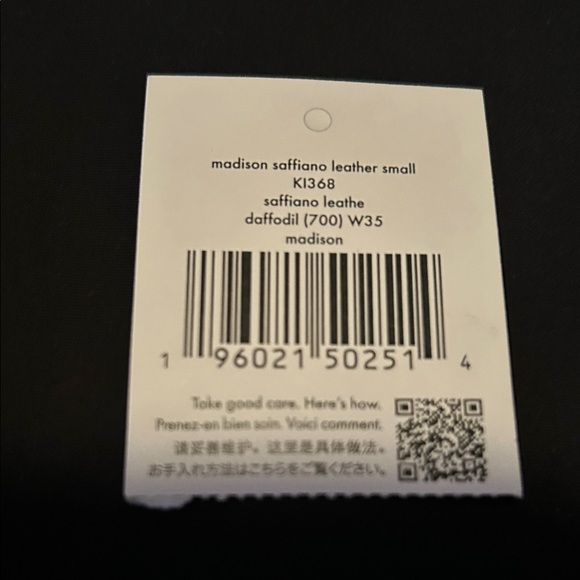 madison saffiano leather small
KI368
saffiano leathe
daffodil (700) W35
madison
1 96021 50251 4
Take good care. Here's how.
Prenez-en bien soin. Voici comment.
请妥善维护。这里是具体做法。
お手入れ方法はこちらをご覧ください。